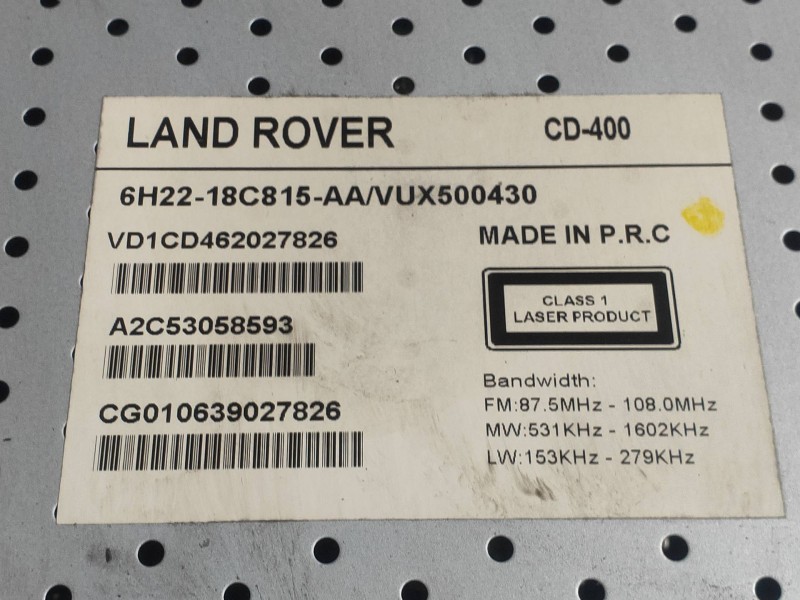 LAND ROVER CD-400
6H22-18C815-AA/VUX500430
VD1CD462027826
MADE IN P.R.C
CLASS 1
LASER PRODUCT
A2C53058593
CG010639027826
Bandwidth:
FM:87.5MHz - 108.0MHz
MW:531KHz - 1602KHz
LW:153KHz - 279KHz